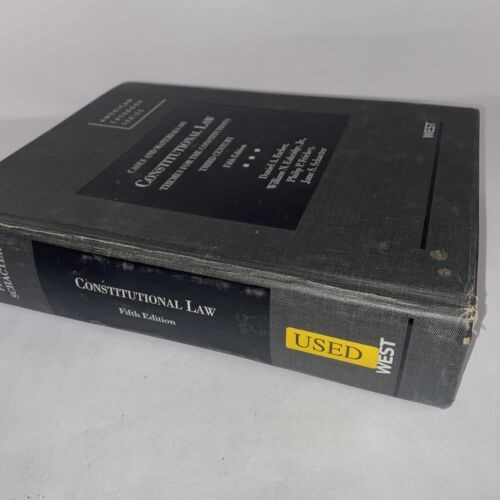 AMERICAN
CASEBOOK
SERIES
CASES AND MATERIALS ON
CONSTITUTIONAL LAW
THEMES FOR THE CONSTITUTION'S
THIRD CENTURY
Fifth Edition
Daniel A. Farber,
William N. Eskridge, Jr.,
Philip P. Frickey,
Jane S. Schacter
WEST
SCHACTER
CONSTITUTIONAL LAW
Fifth Edition
USED
WEST